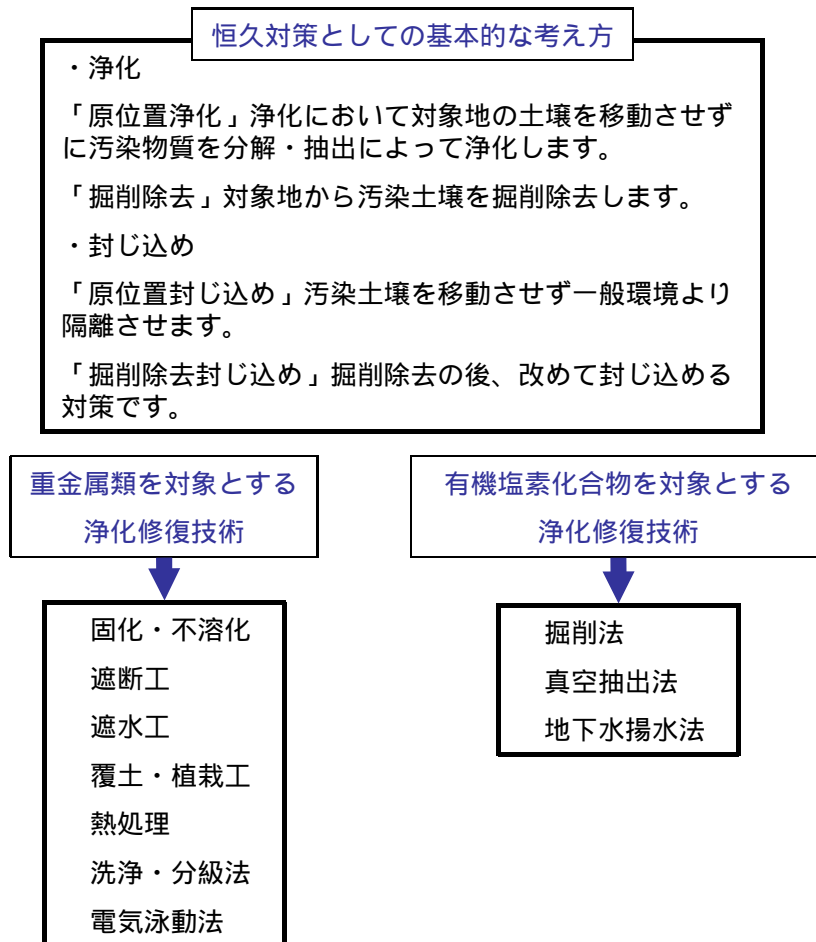 恒久対策としての基本的な考え方
・浄化
「原位置浄化」浄化において対象地の土壌を移動させず
に汚染物質を分解・抽出によって浄化します。
「掘削除去」対象地から汚染土壌を掘削除去します。
・封じ込め
「原位置封じ込め」汚染土壌を移動させず一般環境より
隔離させます。
「掘削除去封じ込め」掘削除去の後、改めて封じ込める
対策です。
重金属類を対象とする
浄化修復技術
固化・不溶化
遮断工
遮水工
覆土・植栽工
熱処理
洗浄・分級法
電気泳動法
有機塩素化合物を対象とする
浄化修復技術
掘削法
真空抽出法
地下水揚水法